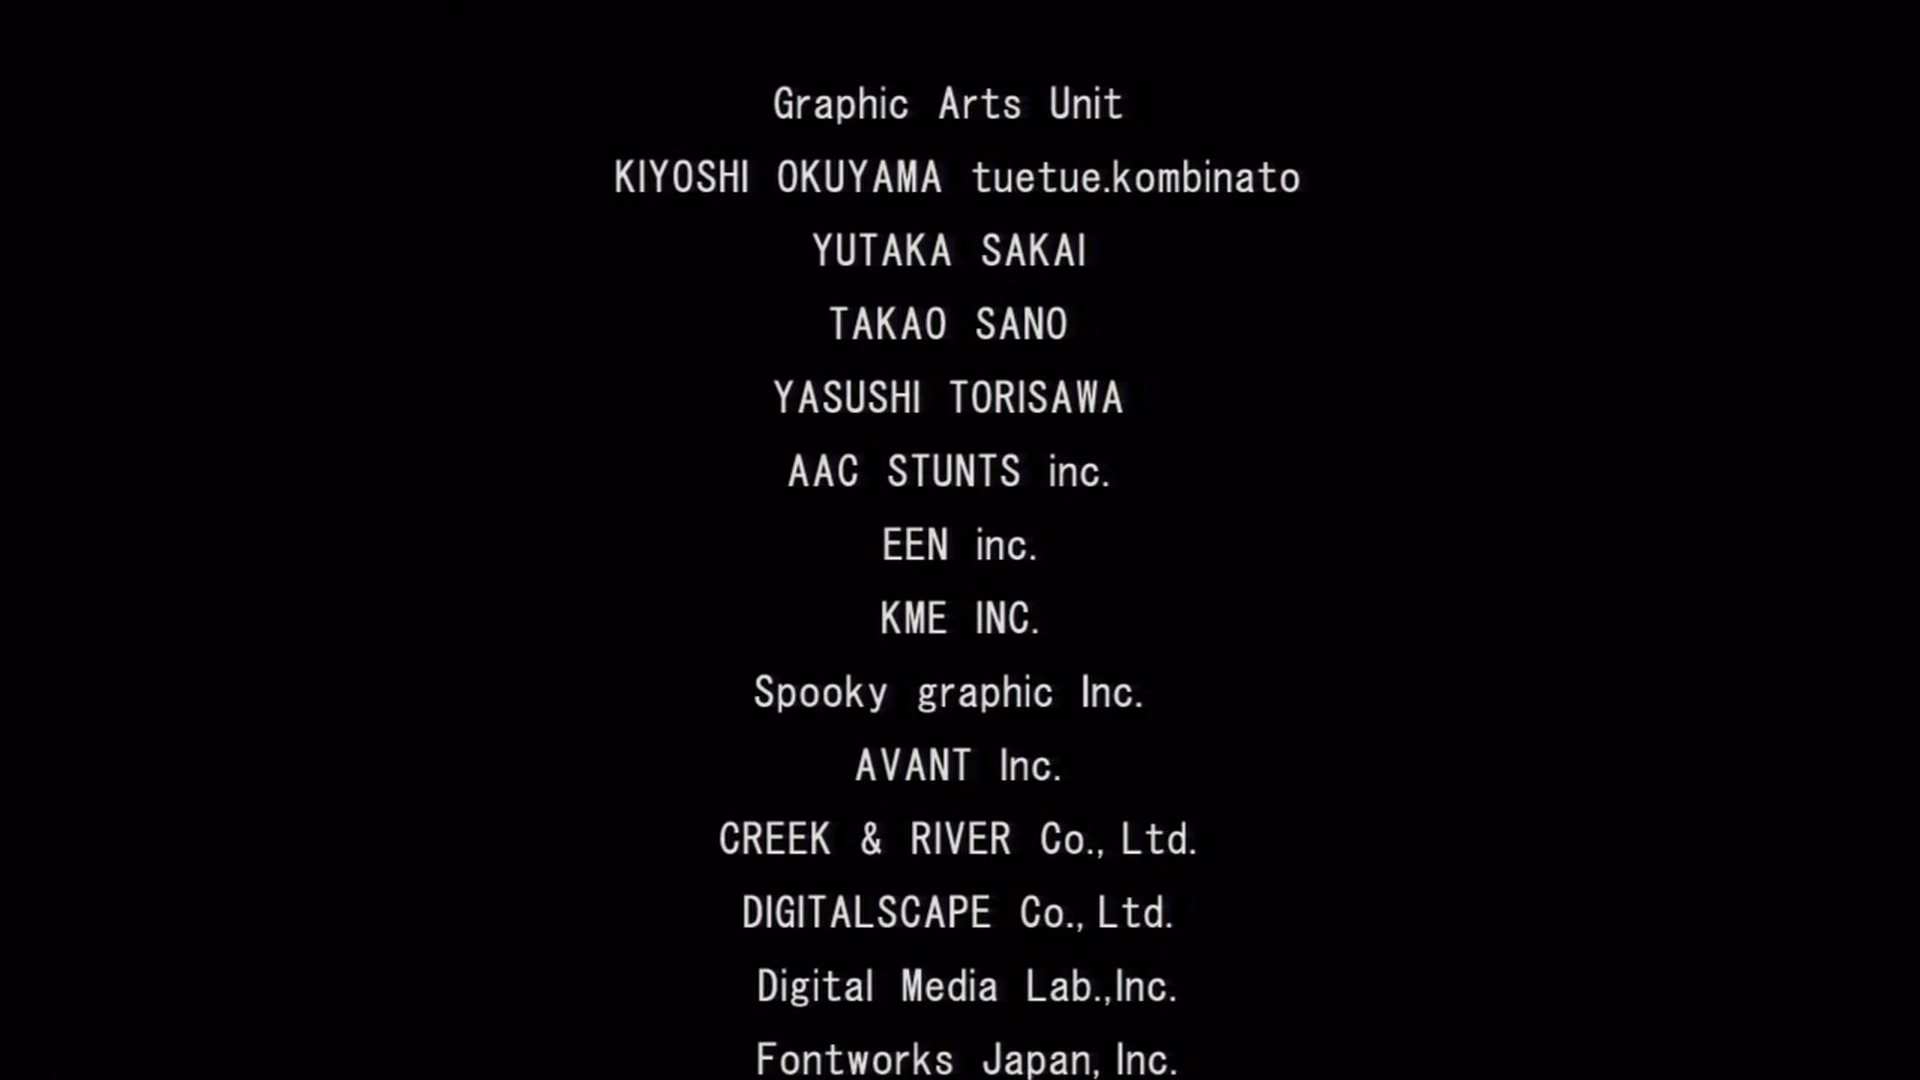 Graphic Arts Unit
KIYOSHI OKUYAMA tuetue.kombinato
YUTAKA SAKAI
TAKAO SANO
YASUSHI TORISAWA
AAC STUNTS inc.
EEN inc.
KME INC.
Spooky graphic Inc.
AVANT Inc.
CREEK & RIVER Co., Ltd.
DIGITALSCAPE Co., Ltd.
Digital Media Lab.,Inc.
Fontworks Japan, Inc.